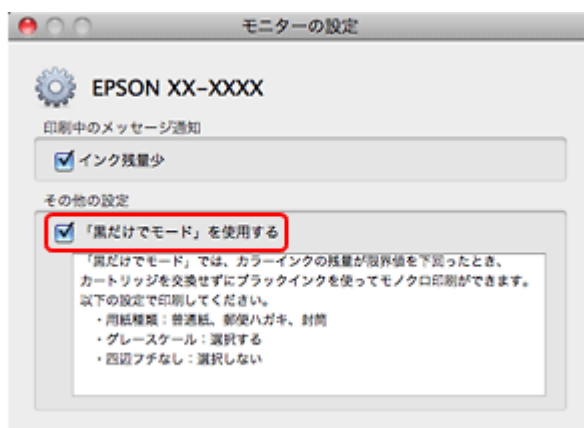 モニターの設定
EPSON XX-XXXX
印刷中のメッセージ通知
インク残量少
その他の設定
「黒だけでモード」を使用する
「黒だけでモード」では、カラーインクの残量が限界値を下回ったとき、
カートリッジを交換せずにブラックインクを使ってモノクロ印刷ができます。
以下の設定で印刷してください。
・用紙種類：普通紙、郵便ハガキ、封筒
・グレースケール：選択する
・四辺フチなし：選択しない